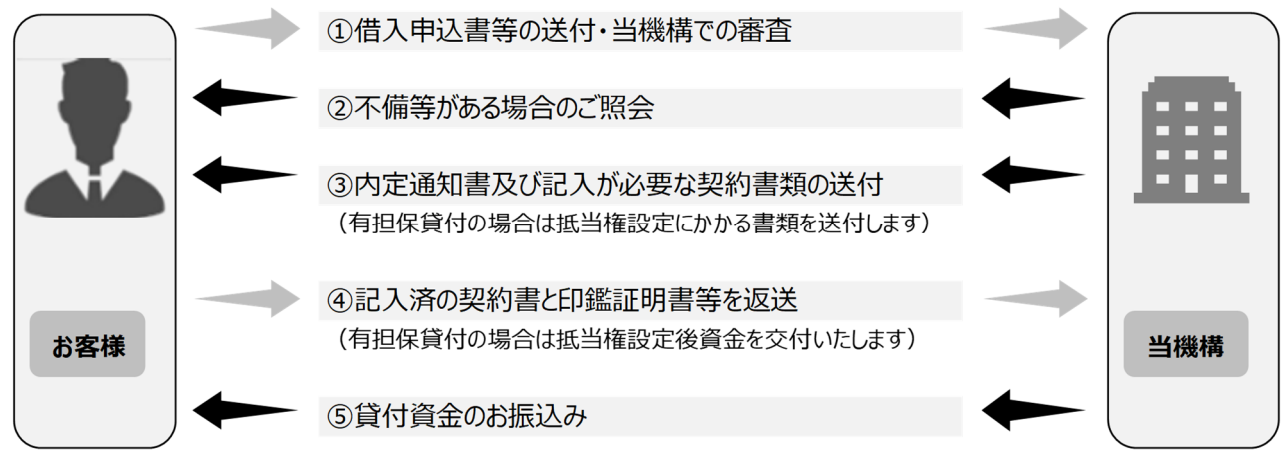 ①借入申込書等の送付・当機構での審査
②不備等がある場合のご照会
③内定通知書及び記入が必要な契約書類の送付
（有担保貸付の場合は抵当権設定にかかる書類を送付します）
④記入済の契約書と印鑑証明書等を返送
（有担保貸付の場合は抵当権設定後資金を交付いたします）
お客様
当機構
⑤貸付資金のお振込み